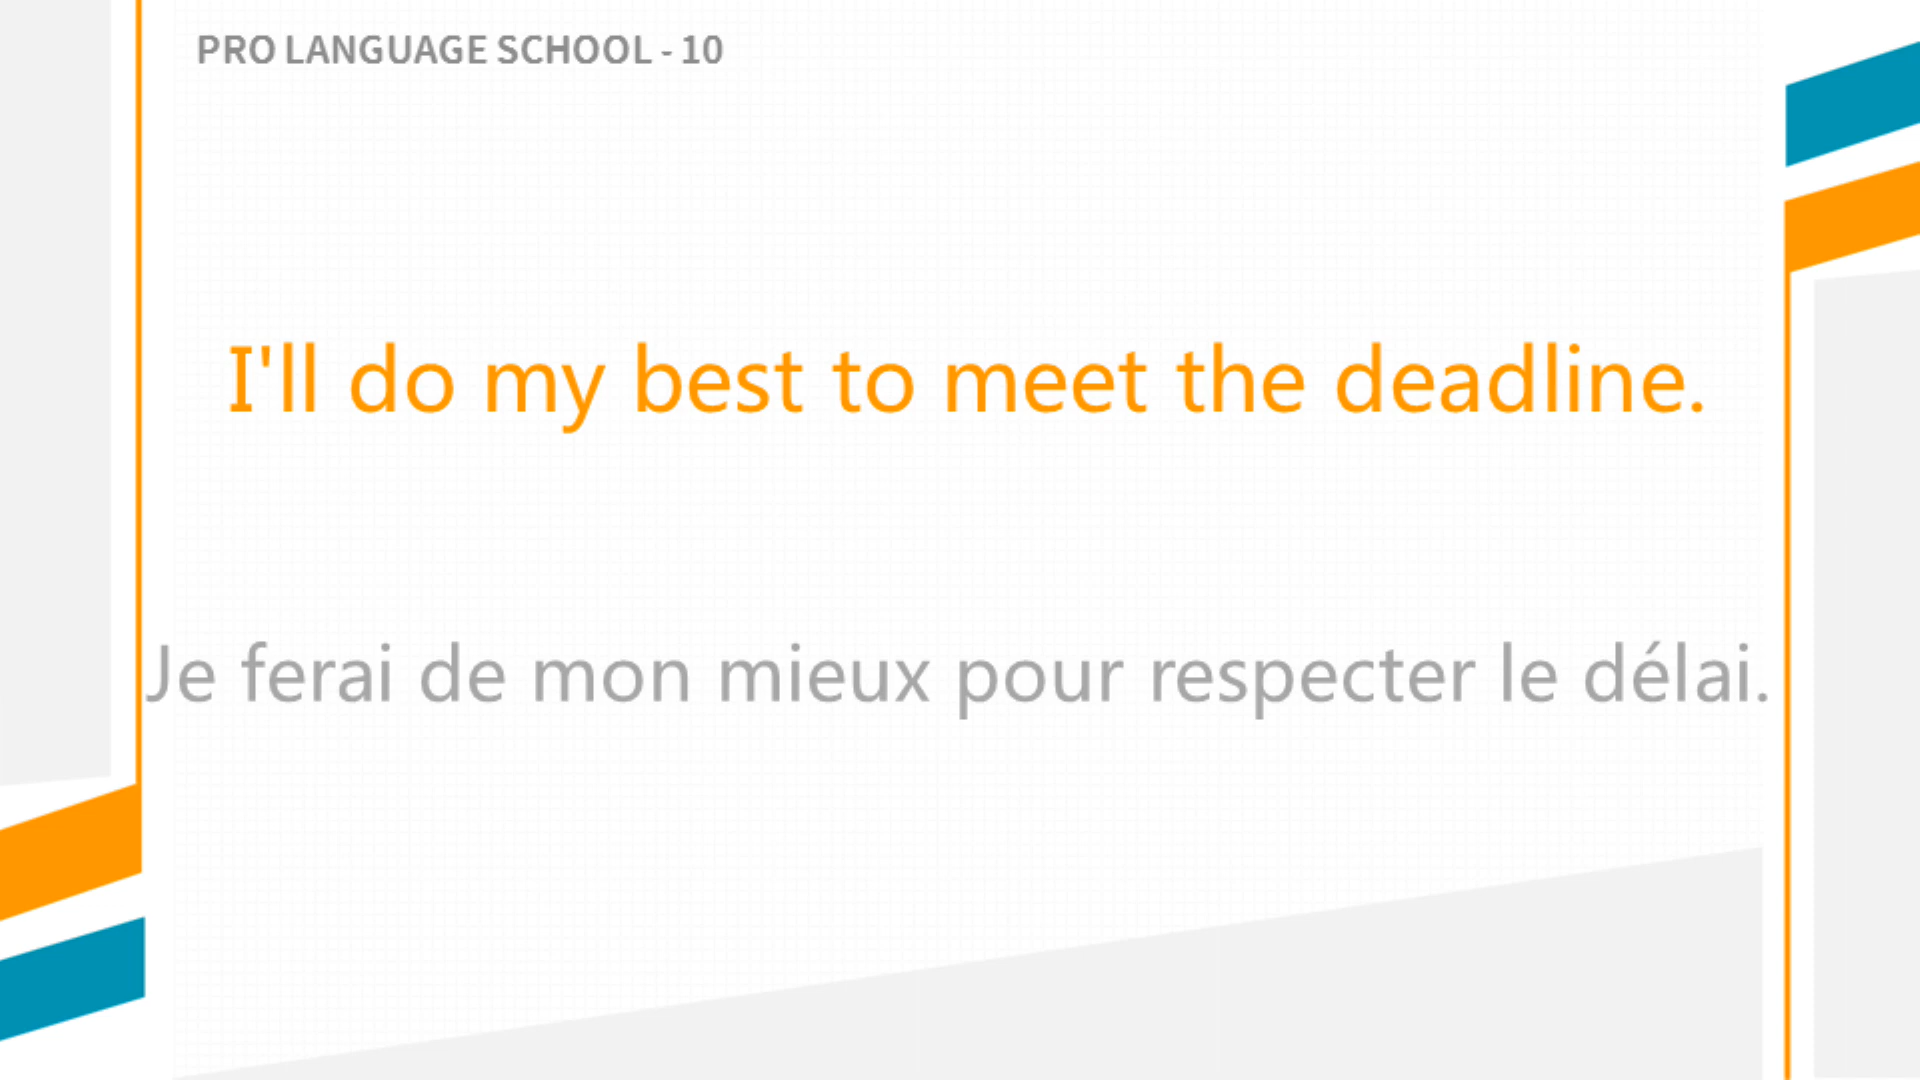 PRO LANGUAGE SCHOOL - 10
I'll do my best to meet the deadline.
Je ferai de mon mieux pour respecter le délai.